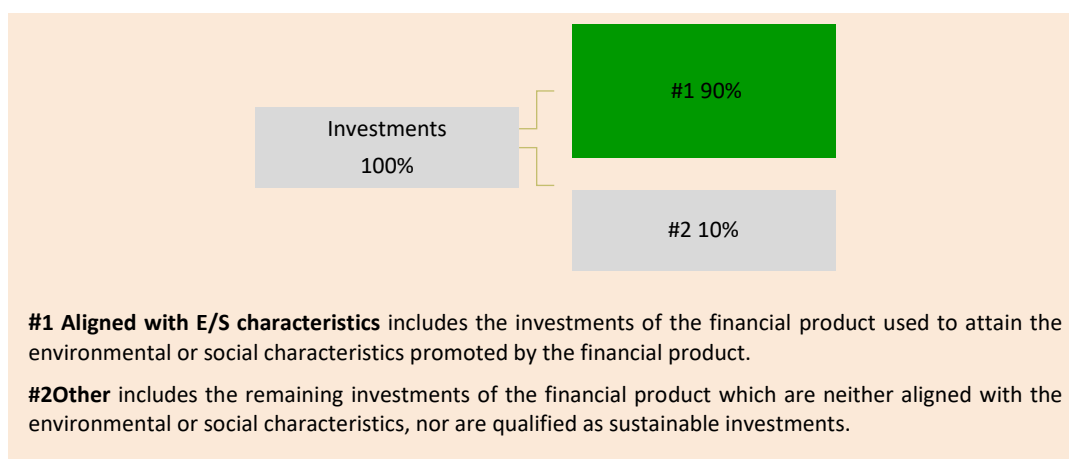 #1 90%
Investments
100%
#2 10%
#1 Aligned with E/S characteristics includes the investments of the financial product used to attain the
environmental or social characteristics promoted by the financial product.
#2Other includes the remaining investments of the financial product which are neither aligned with the
environmental or social characteristics, nor are qualified as sustainable investments.